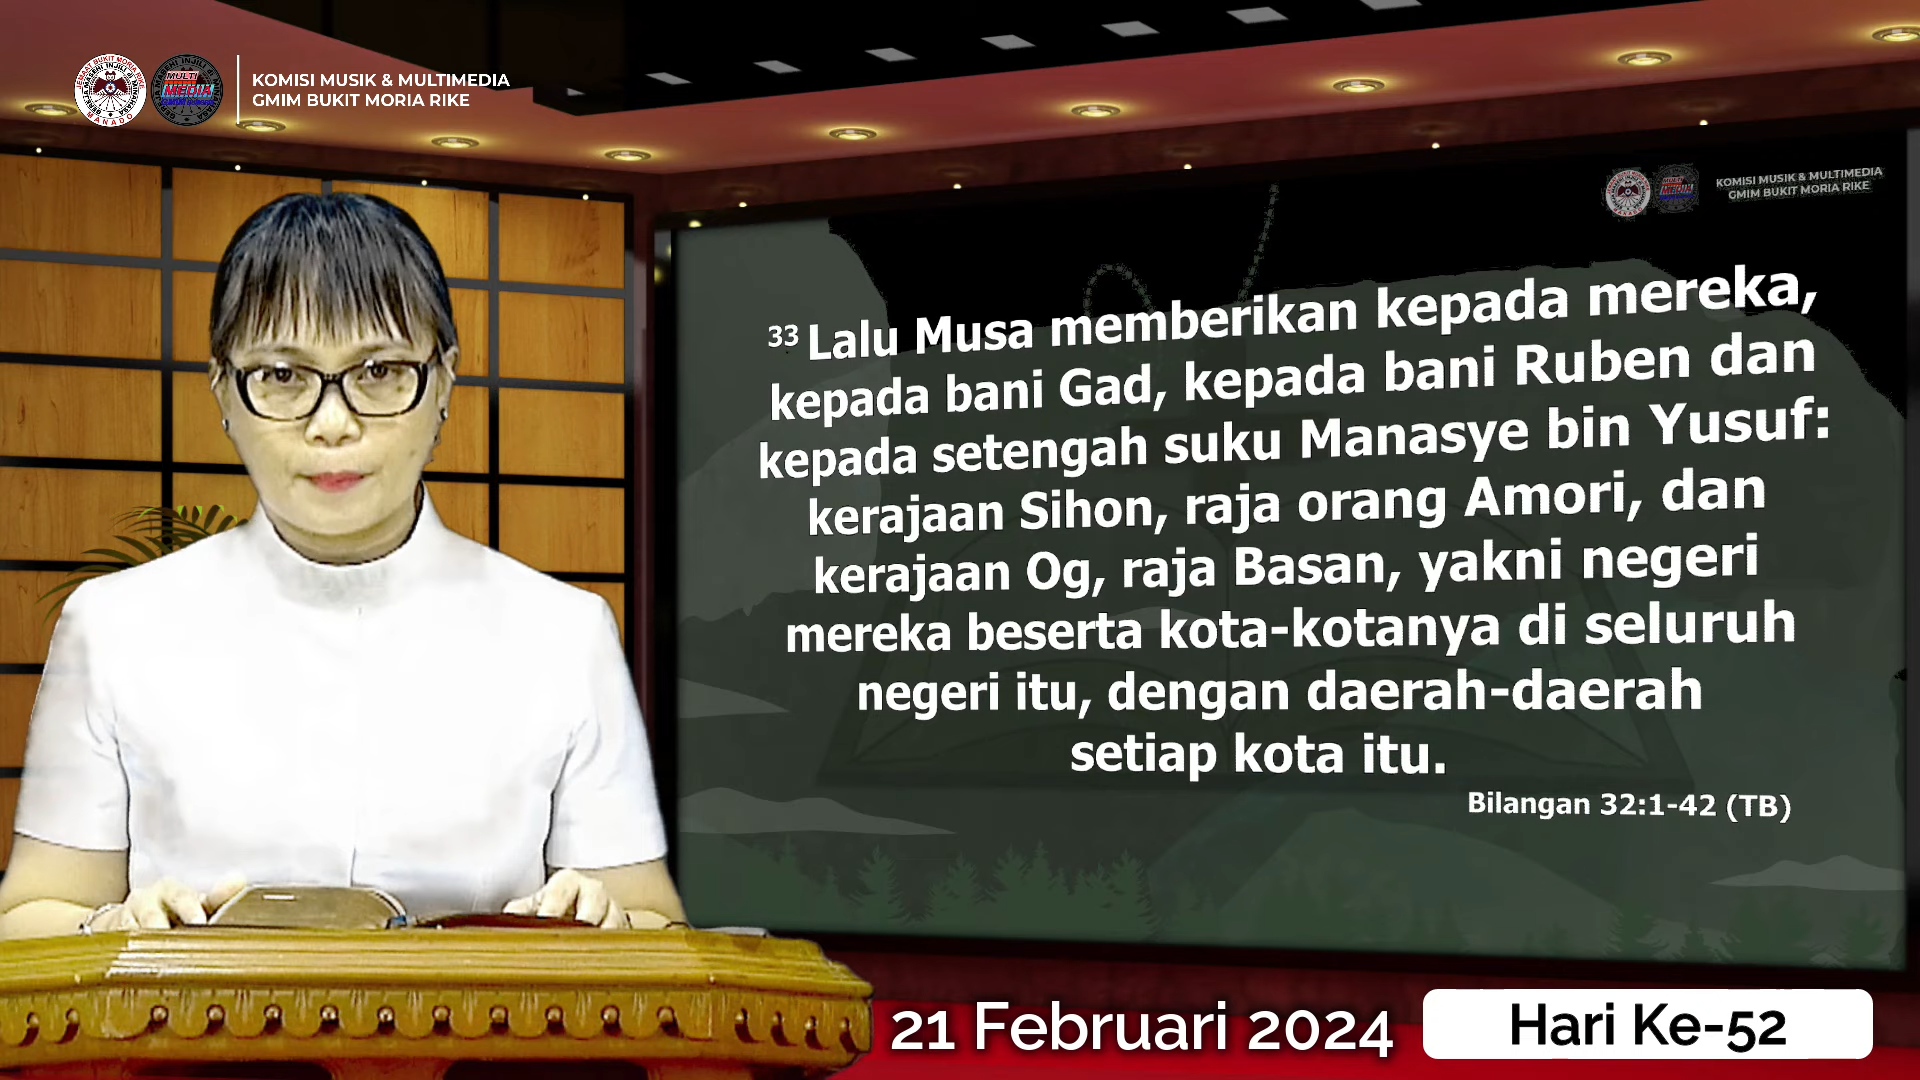 KOMISI MUSIK & MULTIMEDIA
GMIM BUKIT MORIA RIKE
MULTI
MEDIA
MANADO
KOMISI MUSIK & MULTIMEDIA
GMIM BUKIT MORIA RIKE
33 Lalu Musa memberikan kepada mereka,
kepada bani Gad, kepada bani Ruben dan
kepada setengah suku Manasye bin Yusuf:
kerajaan Sihon, raja orang Amori, dan
kerajaan Og, raja Basan, yakni negeri
mereka beserta kota-kotanya di seluruh
negeri itu, dengan daerah-daerah
setiap kota itu.
Bilangan 32:1-42 (TB)
21 Februari 2024
Hari Ke-52